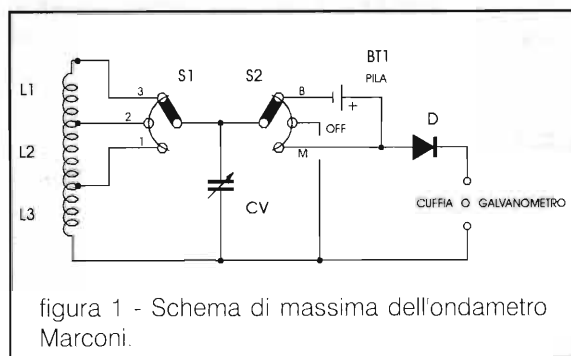 BT1
S1
S2
PILA
L1
3
B
+
D
2
OFF
L2
1
M
CV
CUFFIA O GALVANOMETRO
L3
figura 1 - Schema di massima dell'ondametro
Marconi.